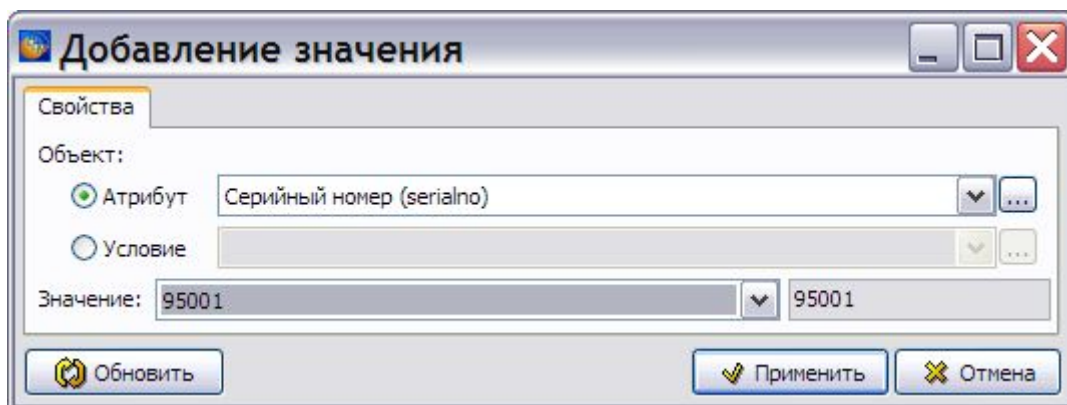 Добавление значения
Свойства
Объект:
Атрибут Серийный номер (serialno) ...
Условие ...
Значение: 95001 95001
Обновить Применить Отмена